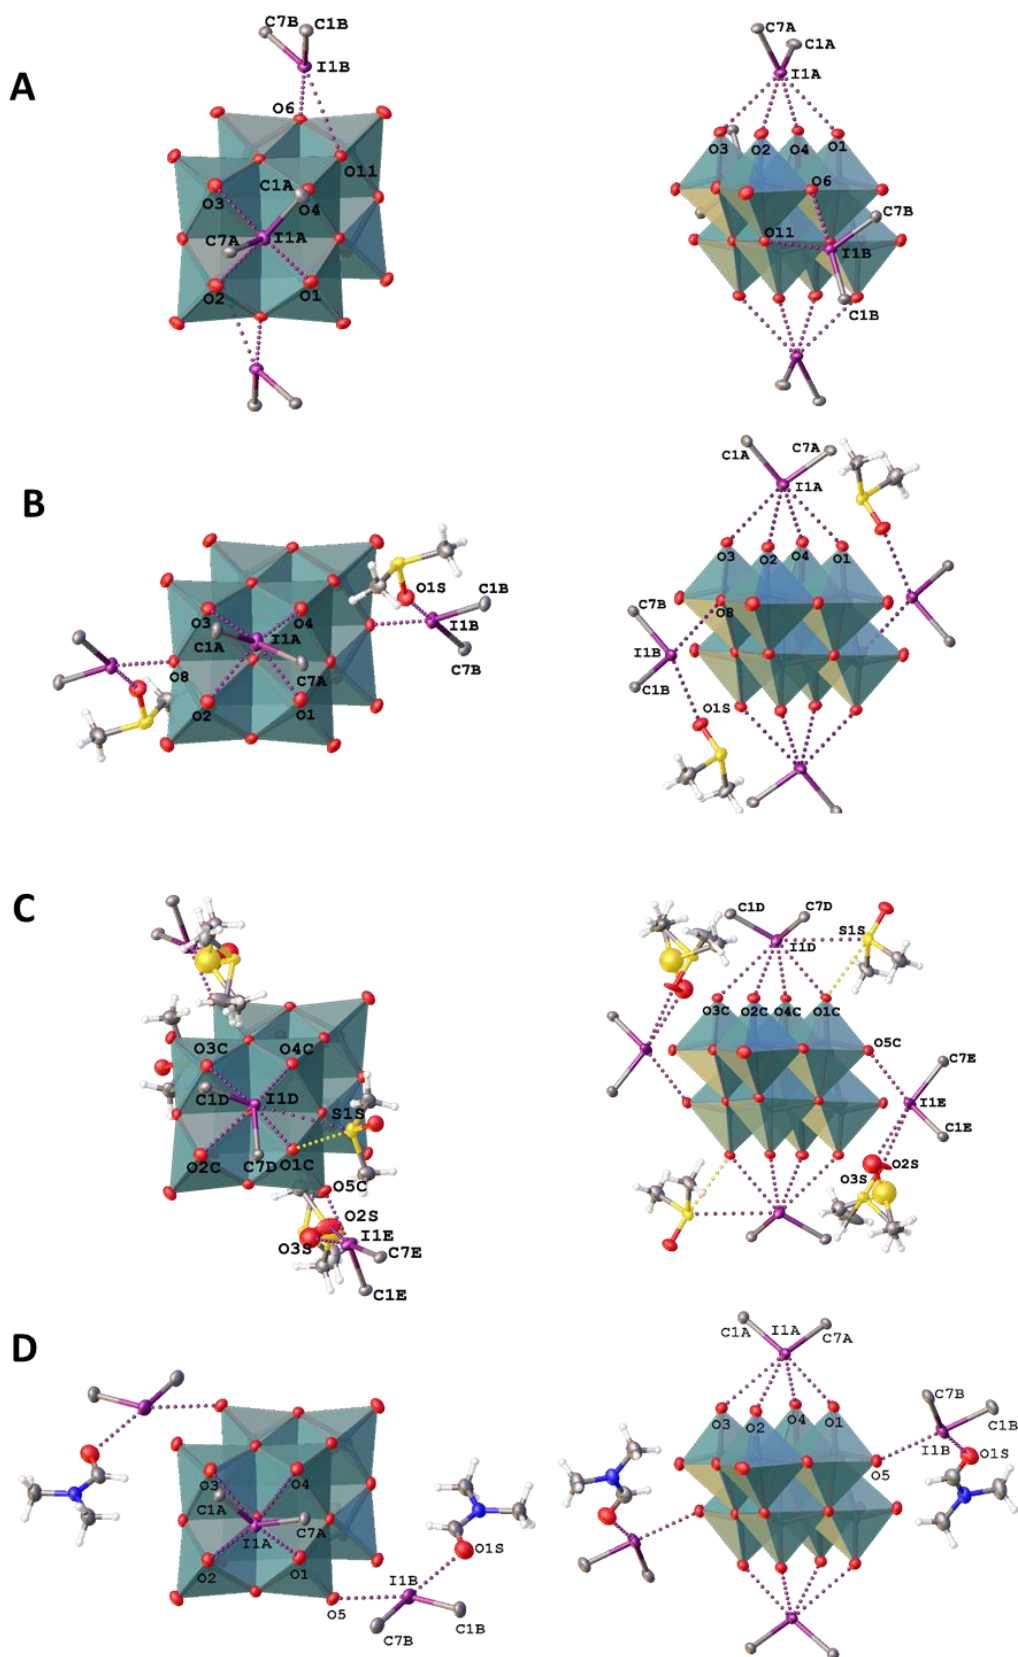 A
C7B C1B
I1B
O6
O11
C1A
O3 O4
C7A I1A
O2 O1
C7A
C1A
I1A
O3 O2 O4 O1
O6
C7B
O11
I1B
C1B
B
O1S
C1B
I1B
C7B
O3 O4
C1A I1A
O8 C7A
O2 O1
C1A C7A
I1A
O3 O2 O4 O1
C7B
O8
I1B
C1B
O1S
C
O3C O4C
C1D I1D
S1S
O2C C7D O1C
O5C
O2S
O3S I1E
C7E
C1E
C1D C7D
S1S
I1D
O3C O2C O4C O1C
O5C
C7E
I1E
C1E
O2S
O3S
D
O3 O4
C1A
C7A
I1A
O2 O1
O1S
I1B
O5
C7B C1B
C1A I1A C7A
O3 O2 O4 O1
C7B
C1B
I1B
O1S
O5